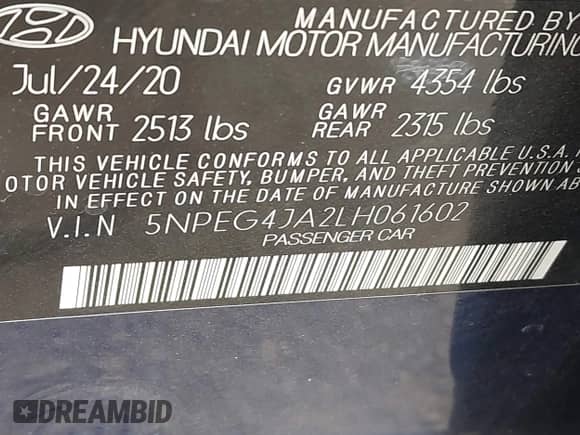 MANUFACTURED BY
HYUNDAI MOTOR MANUFACTURING
Jul/24/20 GVWR 4354 lbs
GAWR FRONT 2513 lbs GAWR REAR 2315 lbs
THIS VEHICLE CONFORMS TO ALL APPLICABLE U.S.A.
OTOR VEHICLE SAFETY, BUMPER, AND THEFT PREVENTION S
IN EFFECT ON THE DATE OF MANUFACTURE SHOWN AB
V.I.N 5NPEG4JA2LH061602
PASSENGER CAR
DREAMBID